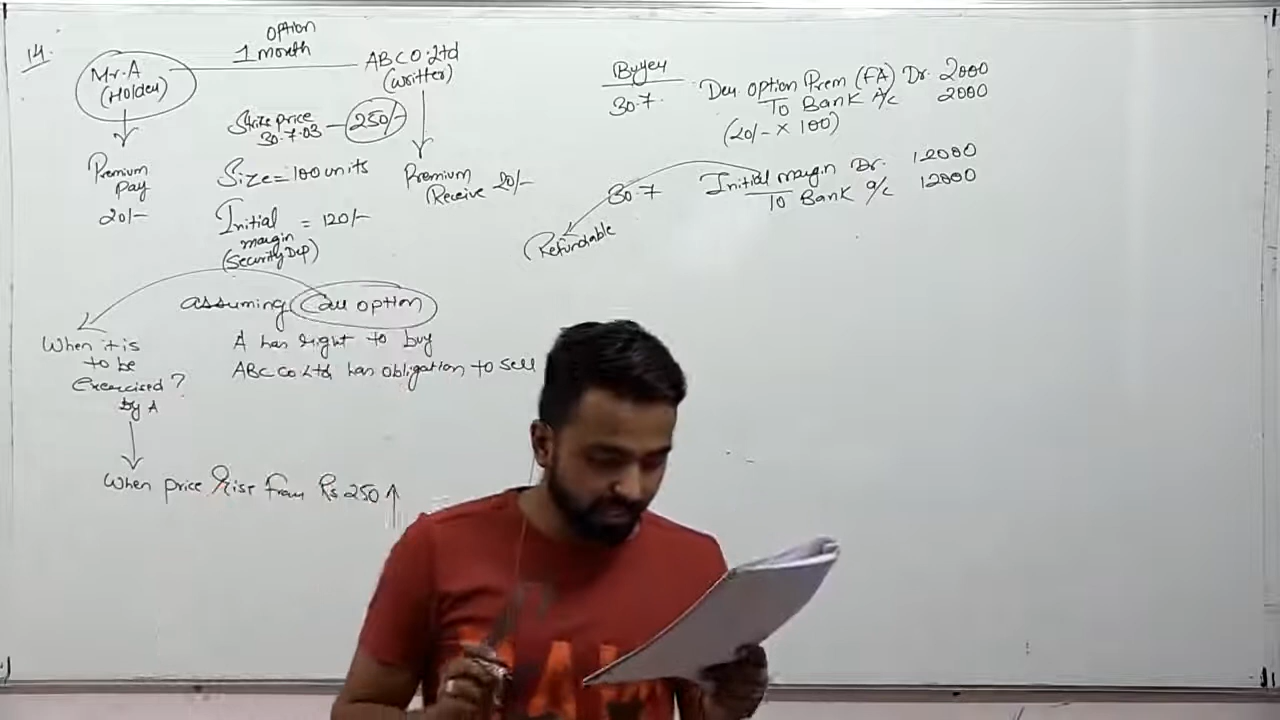 14.
option
1 month
Mr. A
(Holder)
ABCO. Ltd
(writter)
Strike price
30.7.03 — 250/-
Premium
Pay
20/-
Size = 100 units
Premium
Receive 20/-
Initial = 120/-
margin
(Security Dep)
assuming Call option
When it is
to be
Exercised?
by A
A has right to buy
ABC Co. Ltd has obligation to sell
When price Rise from Rs 250 ↑
Buyer
30.7. Option Prem (FA) Dr. 2000
To Bank A/c 2000
(20/- × 100)
30.7 Initial margin Dr. 12000
To Bank a/c 12000
(Refundable